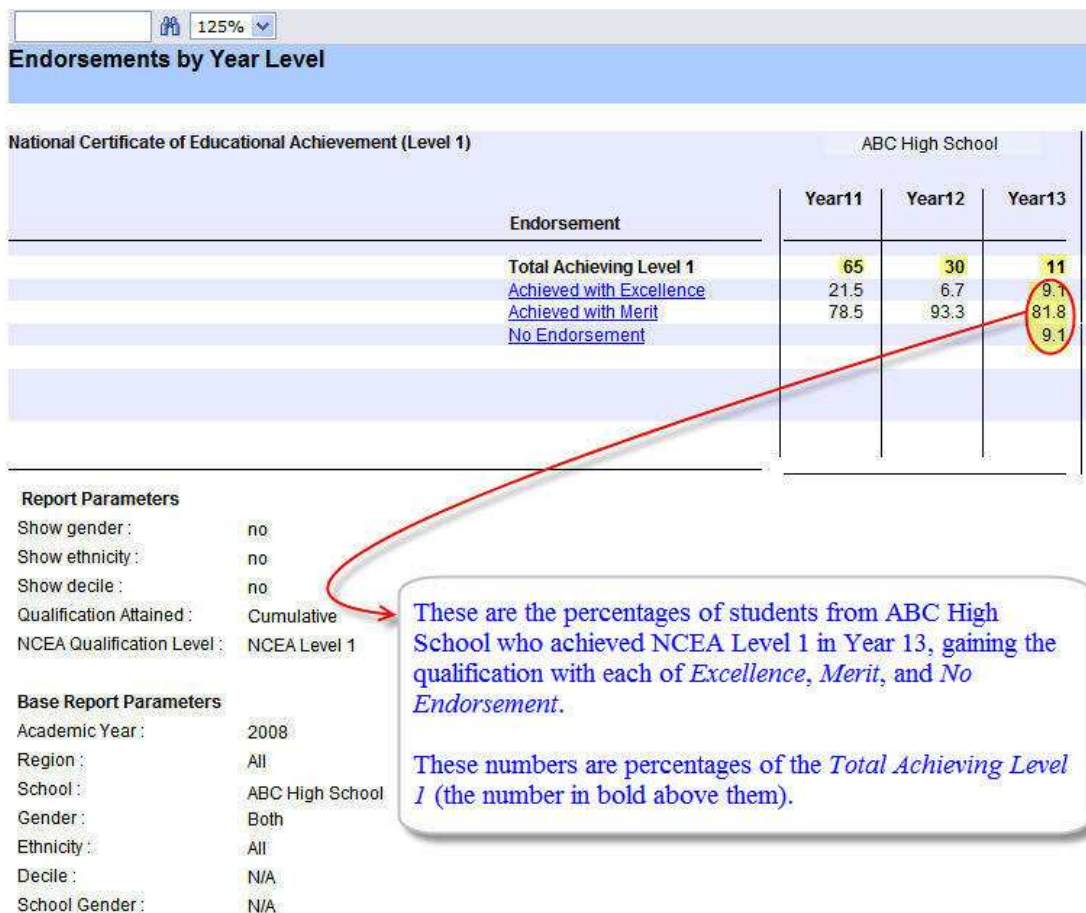 125%
Endorsements by Year Level
National Certificate of Educational Achievement (Level 1) ABC High School
Endorsement Year11 Year12 Year13
Total Achieving Level 1 65 30 11
Achieved with Excellence 21.5 6.7 9.1
Achieved with Merit 78.5 93.3 81.8
No Endorsement 9.1
Report Parameters
Show gender : no
Show ethnicity : no
Show decile : no
Qualification Attained : Cumulative
NCEA Qualification Level : NCEA Level 1
These are the percentages of students from ABC High
School who achieved NCEA Level 1 in Year 13, gaining the
qualification with each of Excellence, Merit, and No
Endorsement.
These numbers are percentages of the Total Achieving Level
1 (the number in bold above them).
Base Report Parameters
Academic Year : 2008
Region : All
School : ABC High School
Gender : Both
Ethnicity : All
Decile : N/A
School Gender : N/A